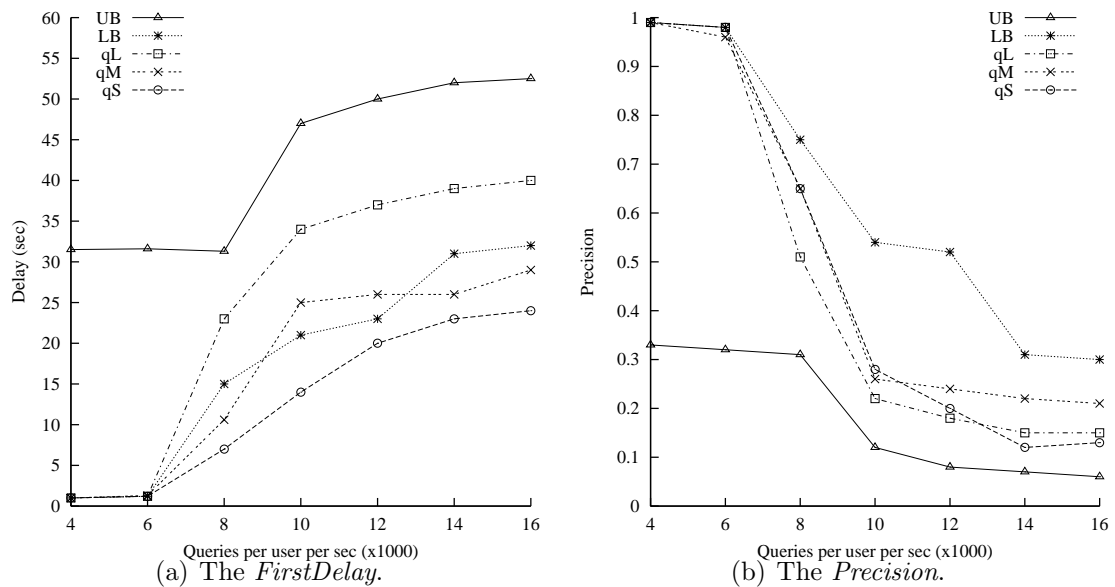 UB
LB
qL
qM
qS
60
55
50
45
40
35
30
25
20
15
10
5
0
Delay (sec)
4 6 8 10 12 14 16
Queries per user per sec (x1000)
(a) The FirstDelay.
UB
LB
qL
qM
qS
1
0.9
0.8
0.7
0.6
0.5
0.4
0.3
0.2
0.1
0
Precision
4 6 8 10 12 14 16
Queries per user per sec (x1000)
(b) The Precision.